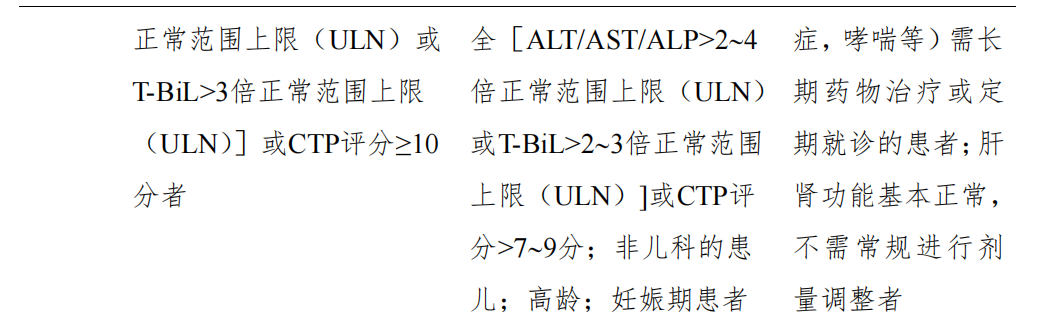 正常范围上限（ULN）或
T-BiL>3倍正常范围上限
（ULN)］或CTP评分≥10
分者
全［ALT/AST/ALP>2~4
倍正常范围上限（ULN）
或T-BiL>2~3倍正常范围
上限（ULN）]或CTP评
分>7~9分；非儿科的患
儿；高龄；妊娠期患者
症，哮喘等）需长
期药物治疗或定
期就诊的患者；肝
肾功能基本正常，
不需常规进行剂
量调整者